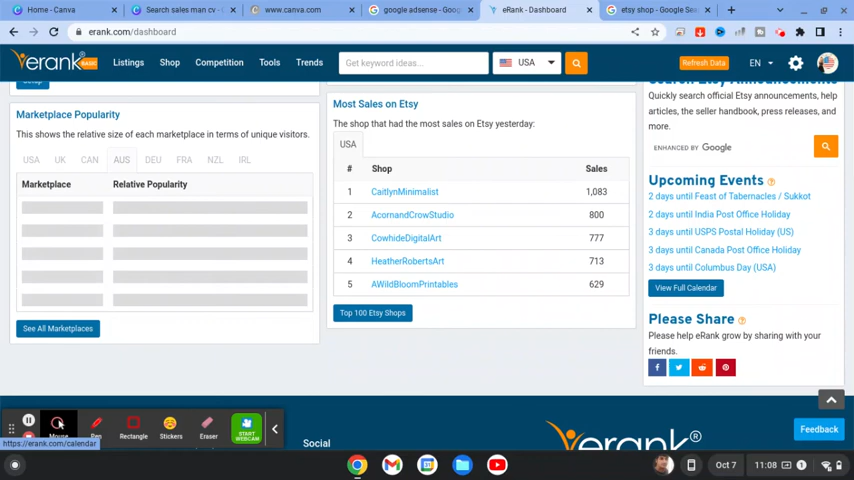 Home - Canva
Search sales man cv -
www.canva.com
google adsense - Goog
eRank - Dashboard
etsy shop - Google Sea
erank.com/dashboard
erank BASIC
Listings
Shop
Competition
Tools
Trends
Get keyword ideas...
USA
Refresh Data
EN
Marketplace Popularity
This shows the relative size of each marketplace in terms of unique visitors.
USA UK CAN AUS DEU FRA NZL IRL
Marketplace Relative Popularity
See All Marketplaces
Most Sales on Etsy
The shop that had the most sales on Etsy yesterday:
USA
# Shop Sales
1 CaitlynMinimalist 1,083
2 AcornandCrowStudio 800
3 CowhideDigitalArt 777
4 HeatherRobertsArt 713
5 AWildBloomPrintables 629
Top 100 Etsy Shops
Search Etsy Announcements
Quickly search official Etsy announcements, help
articles, the seller handbook, press releases, and
more.
ENHANCED BY Google
Upcoming Events
2 days until Feast of Tabernacles / Sukkot
2 days until India Post Office Holiday
3 days until USPS Postal Holiday (US)
3 days until Canada Post Office Holiday
3 days until Columbus Day (USA)
View Full Calendar
Please Share
Please help eRank grow by sharing with your
friends.
Mouse
Pen
Rectangle
Stickers
Eraser
START
WEBCAM
https://erank.com/calendar
Social
erank
Feedback
Oct 7
11:08